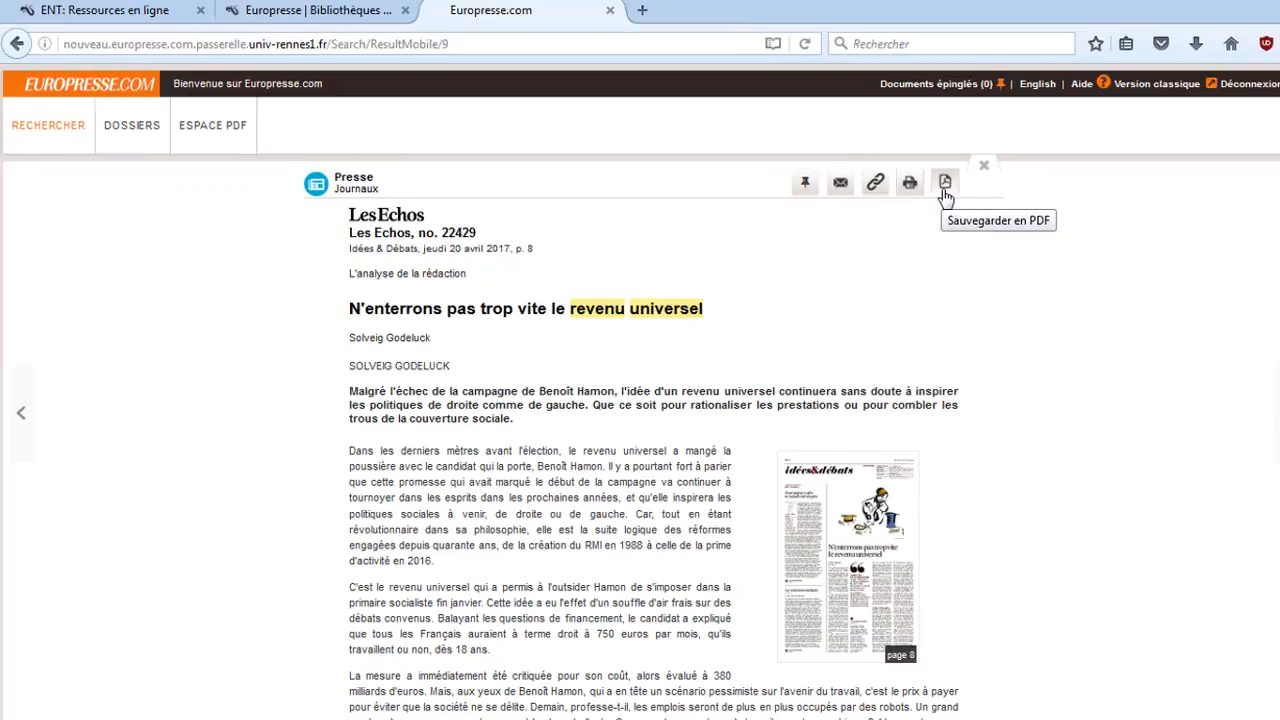 ENT: Ressources en ligne
Europresse | Bibliothèques ...
Europresse.com
nouveau.europresse.com.passerelle.univ-rennes1.fr/Search/ResultMobile/9
Rechercher
EUROPRESSE.COM
Bienvenue sur Europresse.com
Documents épinglés (0) | English | Aide Version classique Déconnexion
RECHERCHER
DOSSIERS
ESPACE PDF
Presse
Journaux
Sauvegarder en PDF
Les Echos
Les Echos, no. 22429
Idées & Débats, jeudi 20 avril 2017, p. 8
L'analyse de la rédaction
N'enterrons pas trop vite le revenu universel
Solveig Godeluck
SOLVEIG GODELUCK
Malgré l'échec de la campagne de Benoît Hamon, l'idée d'un revenu universel continuera sans doute à inspirer
les politiques de droite comme de gauche. Que ce soit pour rationaliser les prestations ou pour combler les
trous de la couverture sociale.
Dans les derniers mètres avant l'élection, le revenu universel a mangé la
poussière avec le candidat qui la porte, Benoît Hamon. Il y a pourtant fort à parier
que cette promesse qui avait marqué le début de la campagne va continuer à
tournoyer dans les esprits dans les prochaines années, et qu'elle inspirera les
politiques sociales à venir, de droite ou de gauche. Car, tout en étant
révolutionnaire dans sa philosophie, elle est la suite logique des réformes
engagées depuis quarante ans, de la création du RMI en 1988 à celle de la prime
d'activité en 2016.
C'est le revenu universel qui a permis à l'outsider Hamon de s'imposer dans la
primaire socialiste fin janvier. Cette idée a eu l'effet d'un souffle d'air frais sur des
débats convenus. Balayant les questions de financement, le candidat a expliqué
que tous les Français auraient à terme droit à 750 euros par mois, qu'ils
travaillent ou non, dès 18 ans.
idées&débats
N'enterrons pas trop vite
le revenu universel
page 8
La mesure a immédiatement été critiquée pour son coût, alors évalué à 380
milliards d'euros. Mais, aux yeux de Benoît Hamon, qui a en tête un scénario pessimiste sur l'avenir du travail, c'est le prix à payer
pour éviter que la société ne se délite. Demain, professe-t-il, les emplois seront de plus en plus occupés par des robots. Un grand